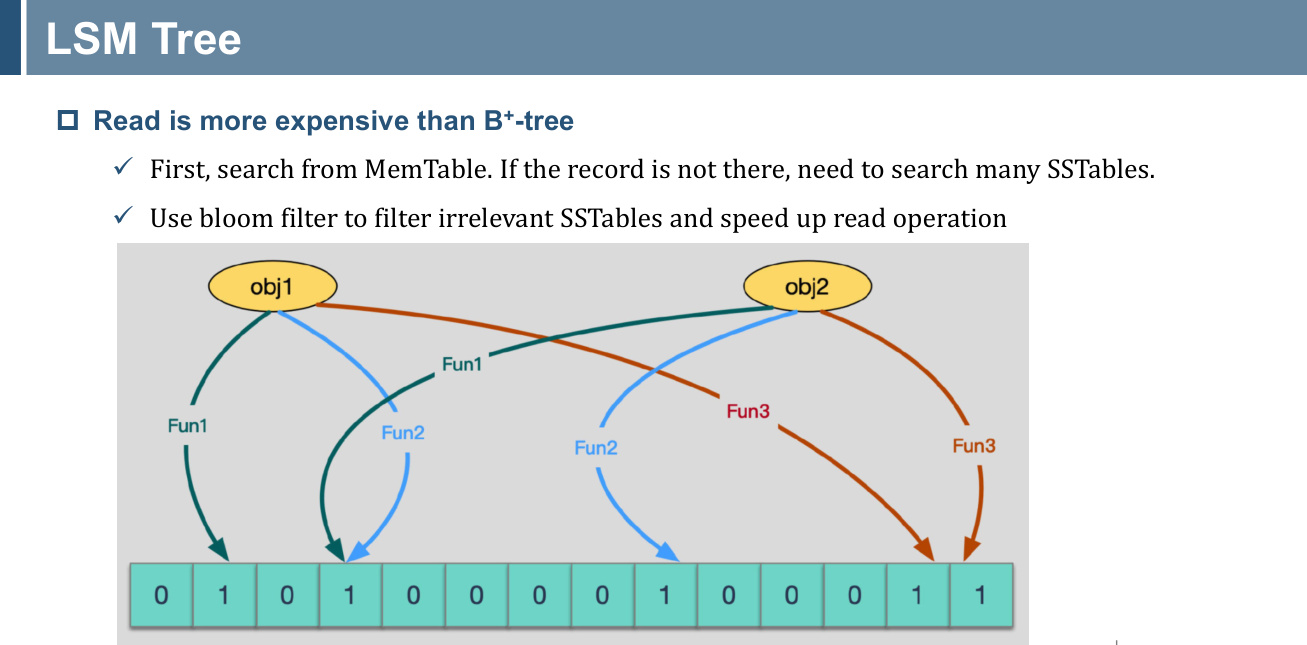 LSM Tree
Read is more expensive than B⁺-tree
First, search from MemTable. If the record is not there, need to search many SSTables.
Use bloom filter to filter irrelevant SSTables and speed up read operation
obj1
obj2
Fun1
Fun3
Fun1
Fun2
Fun2
Fun3
0 1 0 1 0 0 0 0 1 0 0 0 1 1